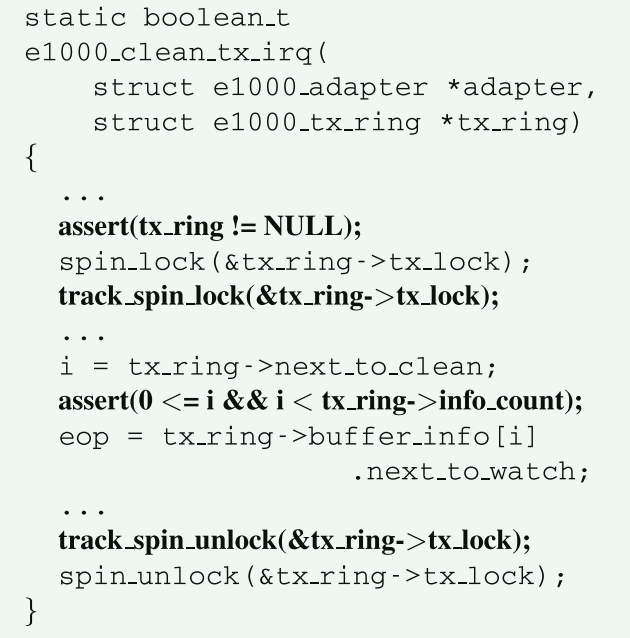 static boolean_t
e1000_clean_tx_irq(
    struct e1000_adapter *adapter,
    struct e1000_tx_ring *tx_ring)
{
  ...
  assert(tx_ring != NULL);
  spin_lock(&tx_ring->tx_lock);
  track_spin_lock(&tx_ring->tx_lock);
  ...
  i = tx_ring->next_to_clean;
  assert(0 <= i && i < tx_ring->info_count);
  eop = tx_ring->buffer_info[i]
                  .next_to_watch;
  ...
  track_spin_unlock(&tx_ring->tx_lock);
  spin_unlock(&tx_ring->tx_lock);
}